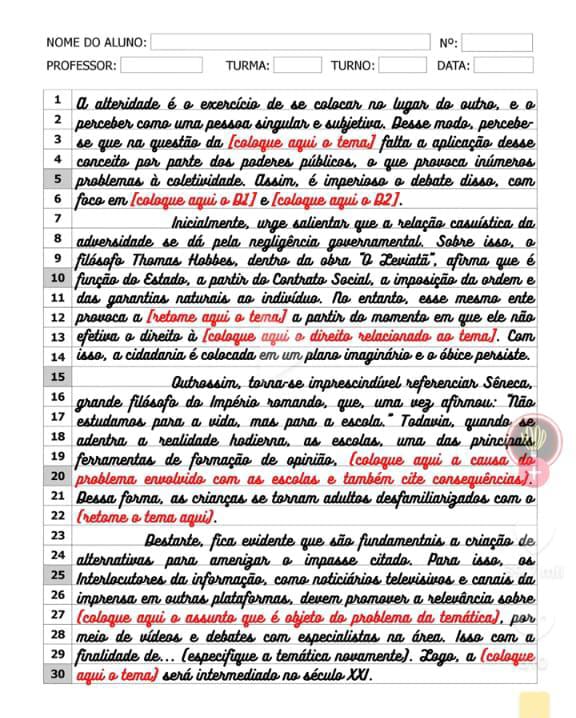 NOME DO ALUNO: Nº:
PROFESSOR: TURMA: TURNO: DATA:
1 A alteridade é o exercício de se colocar no lugar do outro, e o
2 perceber como uma pessoa singular e subjetiva. Desse modo, percebe-
3 se que na questão da [coloque aqui o tema] falta a aplicação desse
4 conceito por parte dos poderes públicos, o que provoca inúmeros
5 problemas à coletividade. Assim, é imperioso o debate disso, com
6 foco em [coloque aqui o D1] e [coloque aqui o D2].
7 Inicialmente, urge salientar que a relação casuística da
8 adversidade se dá pela negligência governamental. Sobre isso, o
9 filósofo Thomas Hobbes, dentro da obra "O Leviatã", afirma que é
10 função do Estado, a partir do Contrato Social, a imposição da ordem e
11 das garantias naturais ao indivíduo. No entanto, esse mesmo ente
12 provoca a [retome aqui o tema] a partir do momento em que ele não
13 efetiva o direito à [coloque aqui o direito relacionado ao tema]. Com
14 isso, a cidadania é colocada em um plano imaginário e o óbice persiste.
15 Outrossim, torna-se imprescindível referenciar Sêneca,
16 grande filósofo do Império romando, que, uma vez afirmou: "Não
17 estudamos para a vida, mas para a escola." Todavia, quando se
18 adentra a realidade hodierna, as escolas, uma das principais
19 ferramentas de formação de opinião, (coloque aqui a causa do
20 problema envolvido com as escolas e também cite consequências).
21 Dessa forma, as crianças se tornam adultos desfamiliarizados com o
22 (retome o tema aqui).
23 Destarte, fica evidente que são fundamentais a criação de
24 alternativas para amenizar o impasse citado. Para isso, os
25 Interlocutores da informação, como noticiários televisivos e canais da
26 imprensa em outras plataformas, devem promover a relevância sobre
27 (coloque aqui o assunto que é objeto do problema da temática), por
28 meio de vídeos e debates com especialistas na área. Isso com a
29 finalidade de... (especifique a temática novamente). Logo, a (coloque
30 aqui o tema) será intermediado no século XXI.